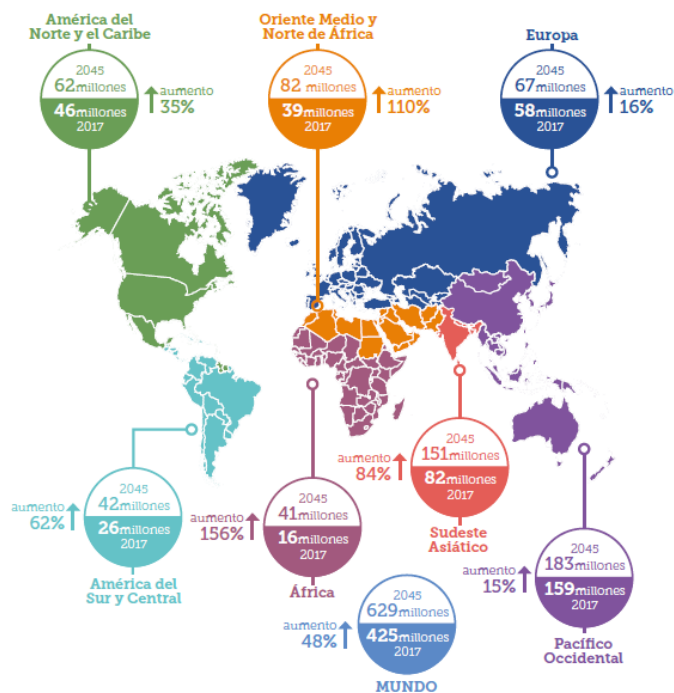 América del
Norte y el Caribe
2045
62millones
46millones
2017
aumento
35%
Oriente Medio y
Norte de África
2045
82 millones
39millones
2017
aumento
110%
Europa
2045
67millones
58millones
2017
aumento
16%
aumento
62%
2045
42millones
26millones
2017
América del
Sur y Central
aumento
156%
2045
41millones
16millones
2017
África
aumento
84%
2045
151millones
82millones
2017
Sudeste
Asiático
aumento
15%
2045
183millones
159millones
2017
Pacífico
Occidental
aumento
48%
2045
629millones
425millones
2017
MUNDO